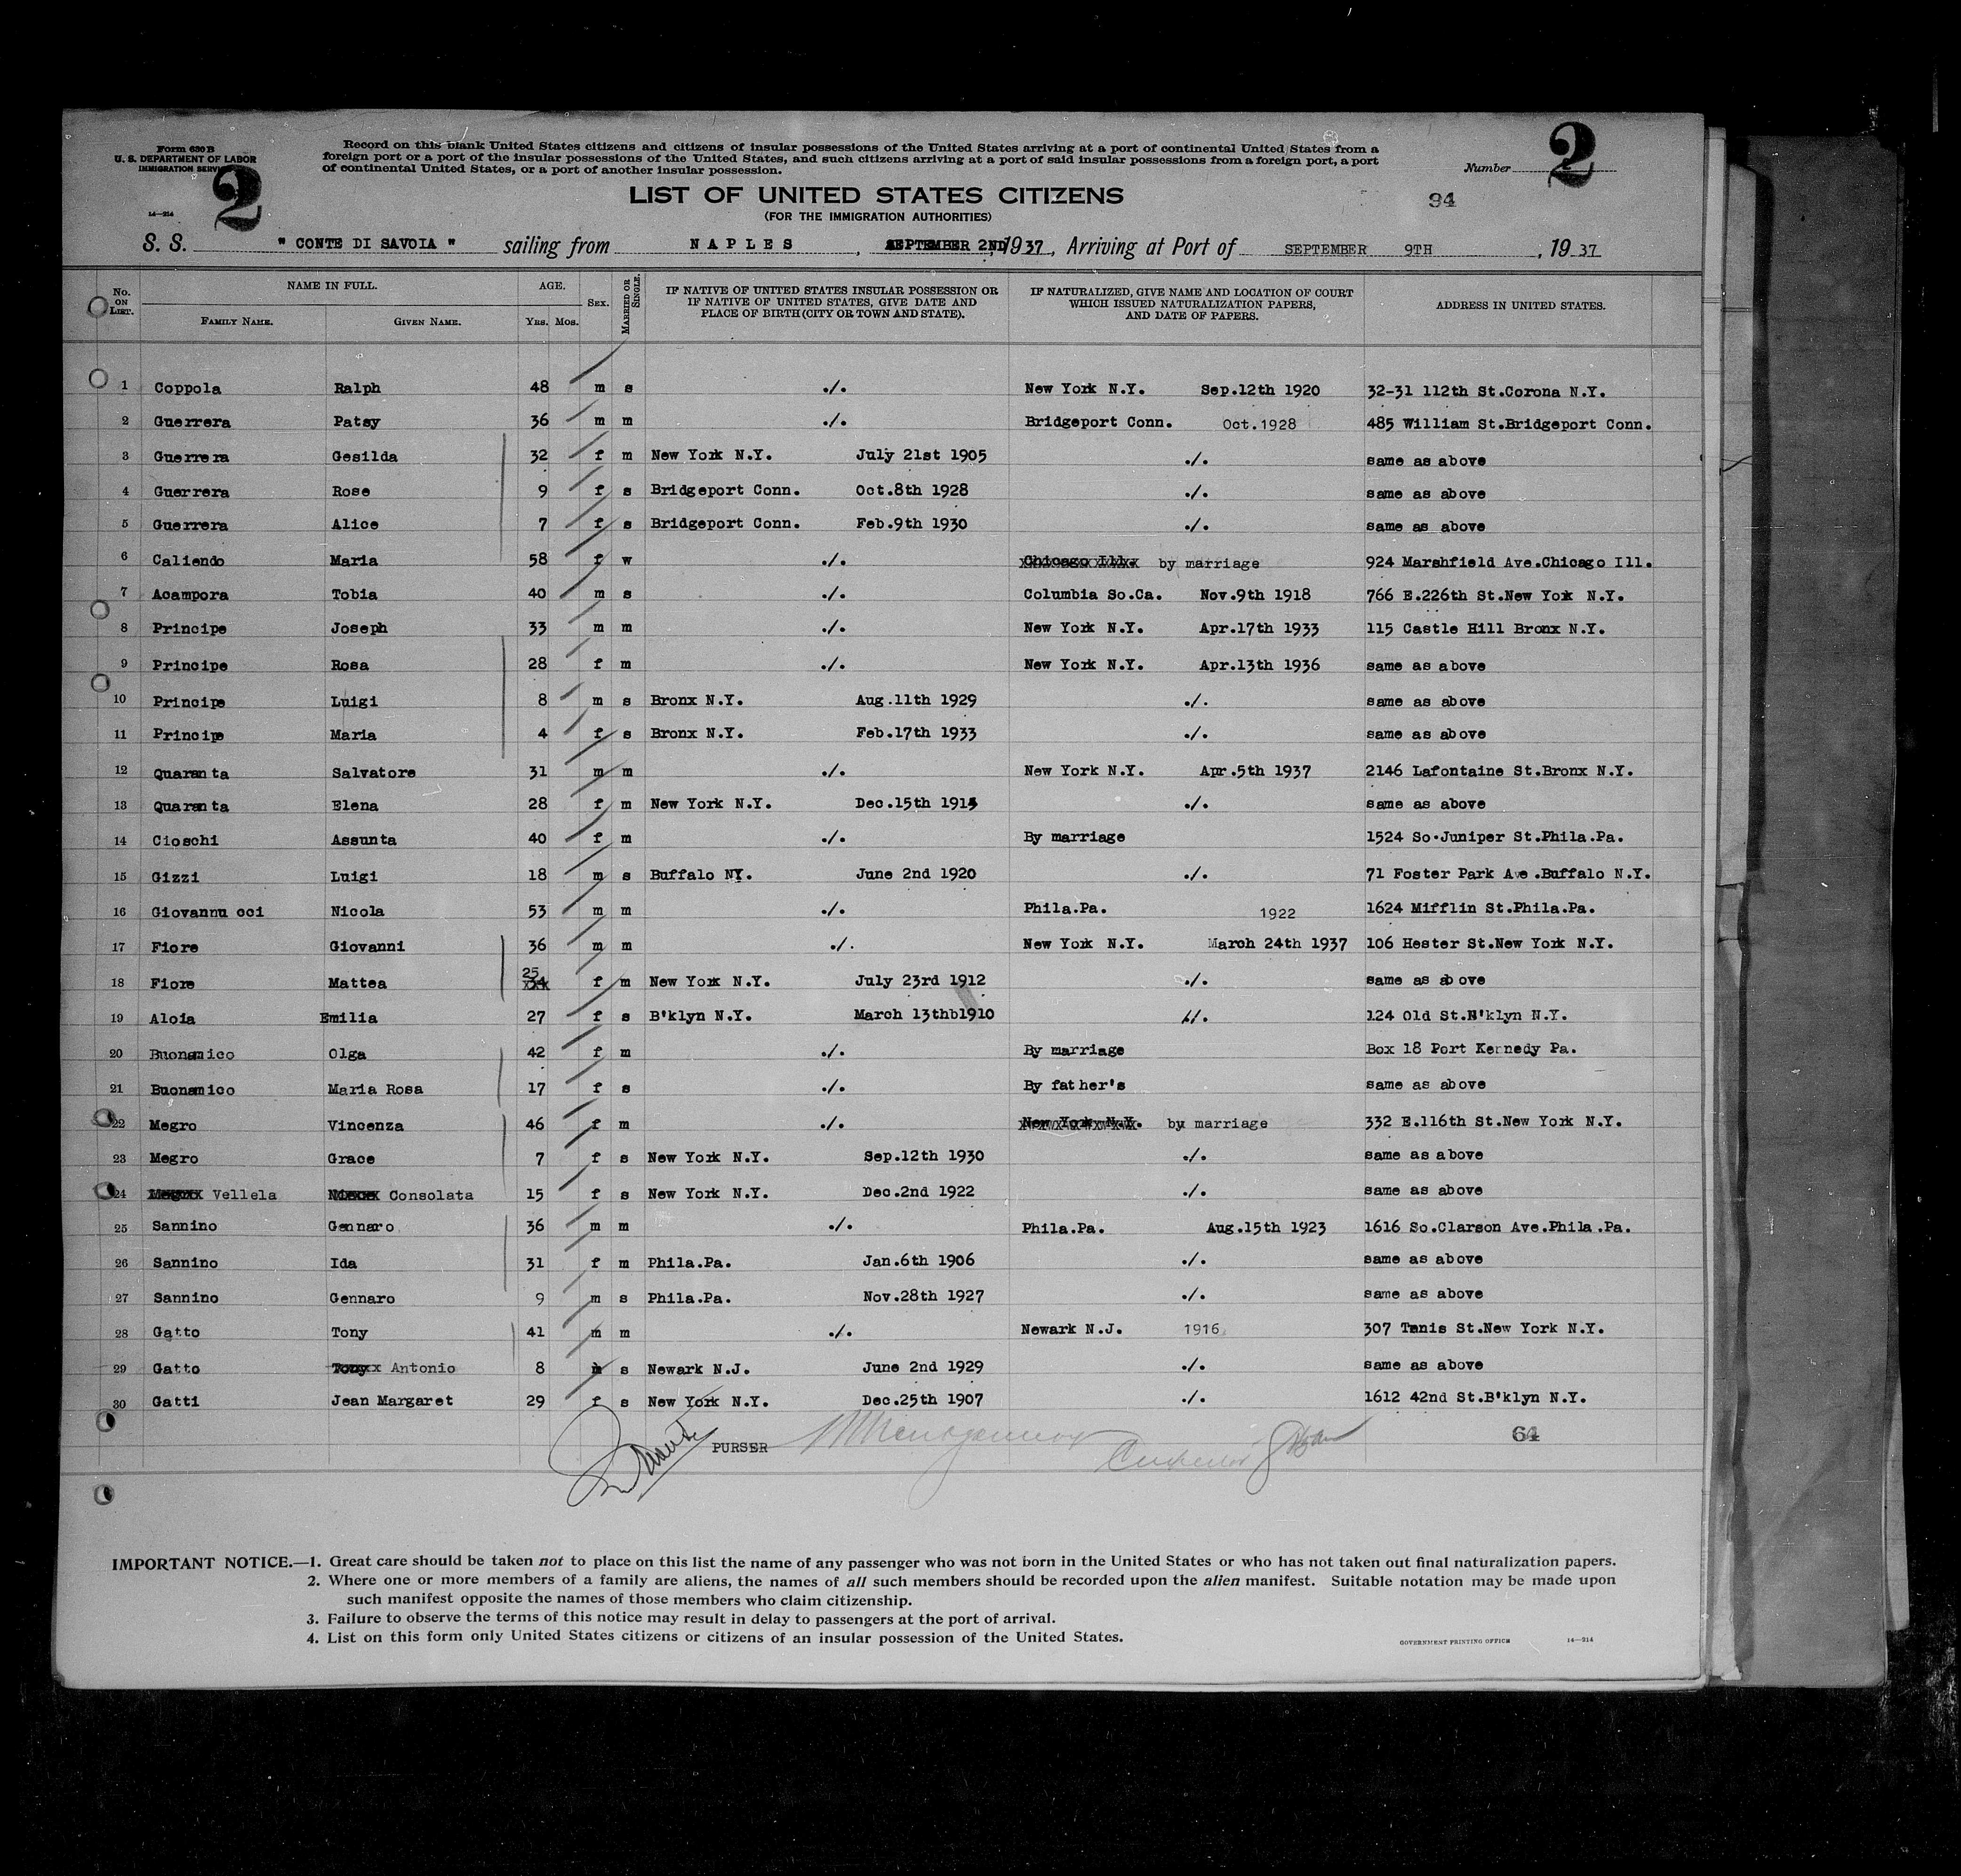 Form 630 B
U. S. DEPARTMENT OF LABOR
IMMIGRATION SERVICE
14—214
2
Record on this blank United States citizens and citizens of insular possessions of the United States arriving at a port of continental United States from a
foreign port or a port of the insular possessions of the United States, and such citizens arriving at a port of said insular possessions from a foreign port, a port
of continental United States, or a port of another insular possession.
Number 2
LIST OF UNITED STATES CITIZENS
94
(FOR THE IMMIGRATION AUTHORITIES)
S. S. " CONTE DI SAVOIA " sailing from NAPLES, SEPTEMBER 2ND, 1937, Arriving at Port of SEPTEMBER 9TH, 19 37
No. ON LIST. NAME IN FULL. AGE. SEX. MARRIED OR SINGLE. IF NATIVE OF UNITED STATES INSULAR POSSESSION OR IF NATIVE OF UNITED STATES, GIVE DATE AND PLACE OF BIRTH (CITY OR TOWN AND STATE). IF NATURALIZED, GIVE NAME AND LOCATION OF COURT WHICH ISSUED NATURALIZATION PAPERS, AND DATE OF PAPERS. ADDRESS IN UNITED STATES.
FAMILY NAME. GIVEN NAME. YRS. MOS.
1 Coppola Ralph 48 m s ./. New York N.Y. Sep.12th 1920 32-31 112th St.Corona N.Y.
2 Guerrera Patsy 36 m m ./. Bridgeport Conn. Oct.1928 485 William St.Bridgeport Conn.
3 Guerrera Gesilda 32 f m New York N.Y. July 21st 1905 ./. same as above
4 Guerrera Rose 9 f s Bridgeport Conn. Oct.8th 1928 ./. same as above
5 Guerrera Alice 7 f s Bridgeport Conn. Feb.9th 1930 ./. same as above
6 Caliendo Maria 58 f w ./. Chicago Ill. by marriage 924 Marshfield Ave.Chicago Ill.
7 Acampora Tobia 40 m s ./. Columbia So.Ca. Nov.9th 1918 766 E.226th St.New York N.Y.
8 Principe Joseph 33 m m ./. New York N.Y. Apr.17th 1933 115 Castle Hill Bronx N.Y.
9 Principe Rosa 28 f m ./. New York N.Y. Apr.13th 1936 same as above
10 Principe Luigi 8 m s Bronx N.Y. Aug.11th 1929 ./. same as above
11 Principe Maria 4 f s Bronx N.Y. Feb.17th 1933 ./. same as above
12 Quaranta Salvatore 31 m m ./. New York N.Y. Apr.5th 1937 2146 Lafontaine St.Bronx N.Y.
13 Quaranta Elena 28 f m New York N.Y. Dec.15th ./. same as above
14 Cioschi Assunta 40 f m ./. By marriage 1524 So.Juniper St.Phila.Pa.
15 Gizzi Luigi 18 m s Buffalo NY. June 2nd 1920 ./. 71 Foster Park Ave.Buffalo N.Y.
16 Giovannu cci Nicola 53 m m ./. Phila.Pa. 1922 1624 Mifflin St.Phila.Pa.
17 Fiore Giovanni 36 m m ./. New York N.Y. March 24th 1937 106 Hester St.New York N.Y.
18 Fiore Mattea 25 34 f m New York N.Y. July 23rd 1912 ./. same as above
19 Aloia Emilia 27 f s B'klyn N.Y. March 13thb1910 ./. 124 Old St.B'klyn N.Y.
20 Buonamico Olga 42 f m ./. By marriage Box 18 Port Kennedy Pa.
21 Buonamico Maria Rosa 17 f s ./. By father's same as above
22 Megro Vincenza 46 f m ./. New York N.Y. by marriage 332 E.116th St.New York N.Y.
23 Megro Grace 7 f s New York N.Y. Sep.12th 1930 ./. same as above
24 Vellela Consolata 15 f s New York N.Y. Dec.2nd 1922 ./. same as above
25 Sannino Gennaro 36 m m ./. Phila.Pa. Aug.15th 1923 1616 So.Clarson Ave.Phila.Pa.
26 Sannino Ida 31 f m Phila.Pa. Jan.6th 1906 ./. same as above
27 Sannino Gennaro 9 m s Phila.Pa. Nov.28th 1927 ./. same as above
28 Gatto Tony 41 m m ./. Newark N.J. 1916 307 Tenis St.New York N.Y.
29 Gatto Tony Antonio 8 m s Newark N.J. June 2nd 1929 ./. same as above
30 Gatti Jean Margaret 29 f s New York N.Y. Dec.25th 1907 ./. 1612 42nd St.B'klyn N.Y.
PURSER
64
IMPORTANT NOTICE.—1. Great care should be taken not to place on this list the name of any passenger who was not born in the United States or who has not taken out final naturalization papers.
2. Where one or more members of a family are aliens, the names of all such members should be recorded upon the alien manifest. Suitable notation may be made upon
such manifest opposite the names of those members who claim citizenship.
3. Failure to observe the terms of this notice may result in delay to passengers at the port of arrival.
4. List on this form only United States citizens or citizens of an insular possession of the United States.
GOVERNMENT PRINTING OFFICE 14—214